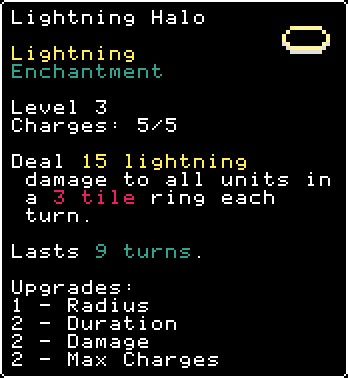 Lightning Halo
Lightning
Enchantment
Level 3
Charges: 5/5
Deal 15 lightning
damage to all units in
a 3 tile ring each
turn.
Lasts 9 turns.
Upgrades:
1 - Radius
2 - Duration
2 - Damage
2 - Max Charges